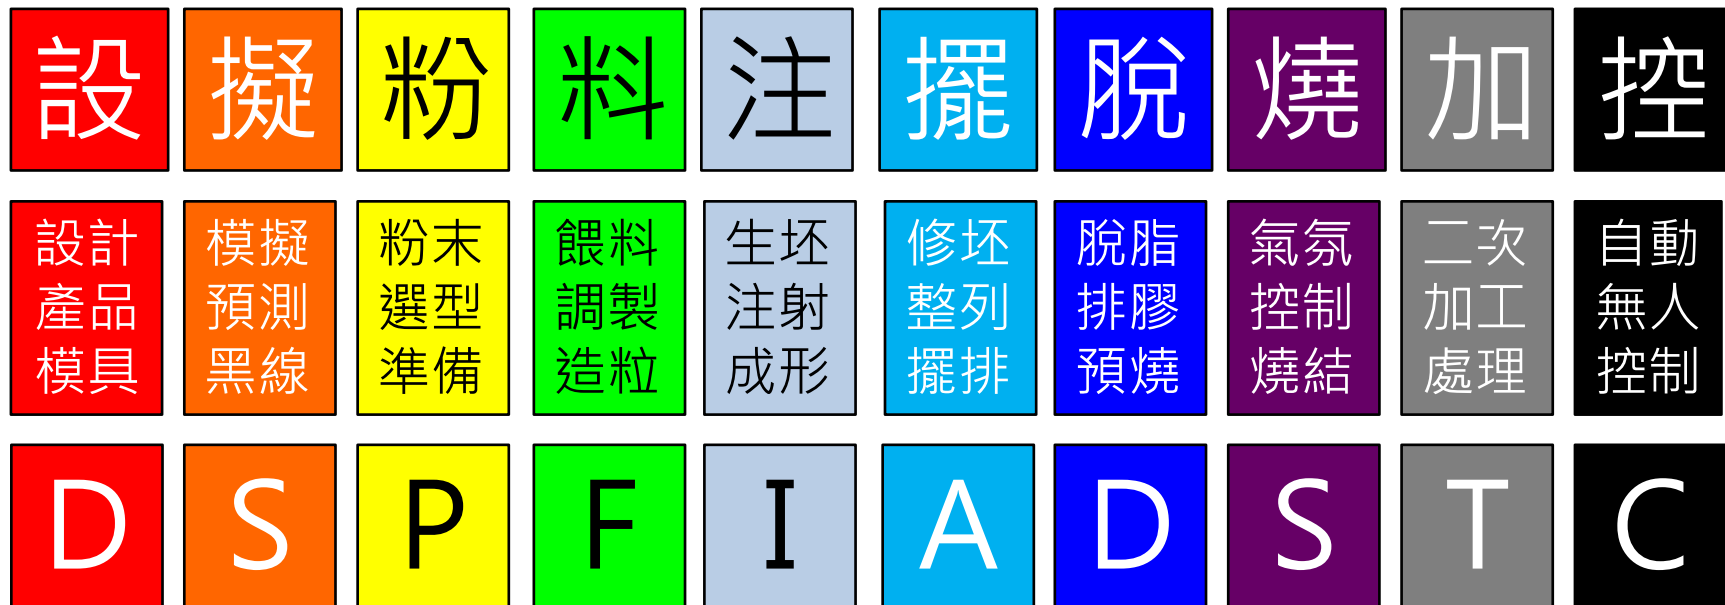 設 擬 粉 料 注 擺 脫 燒 加 控
設計 模擬 粉末 餵料 生坯 修坯 脫脂 氣氛 二次 自動
產品 預測 選型 調製 注射 整列 排膠 控制 加工 無人
模具 黑線 準備 造粒 成形 擺排 預燒 燒結 處理 控制
D S P F I A D S T C